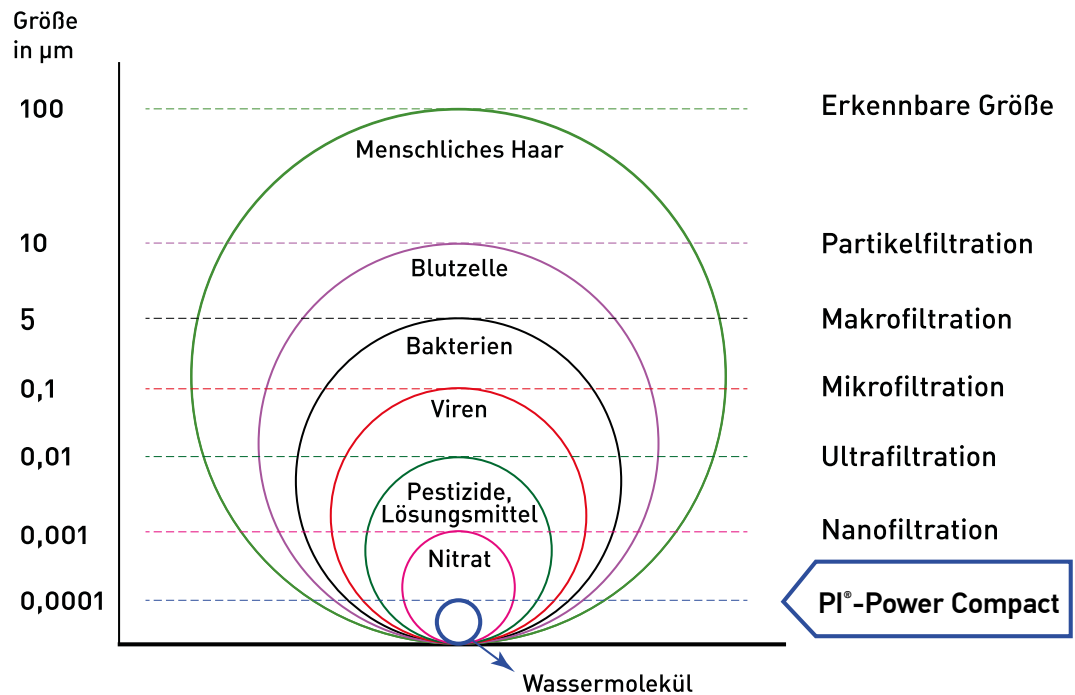 Größe
in µm
100
Erkennbare Größe
Menschliches Haar
10
Partikelfiltration
Blutzelle
5
Makrofiltration
Bakterien
0,1
Mikrofiltration
Viren
0,01
Ultrafiltration
Pestizide,
Lösungsmittel
0,001
Nanofiltration
Nitrat
0,0001
PI®-Power Compact
Wassermolekül